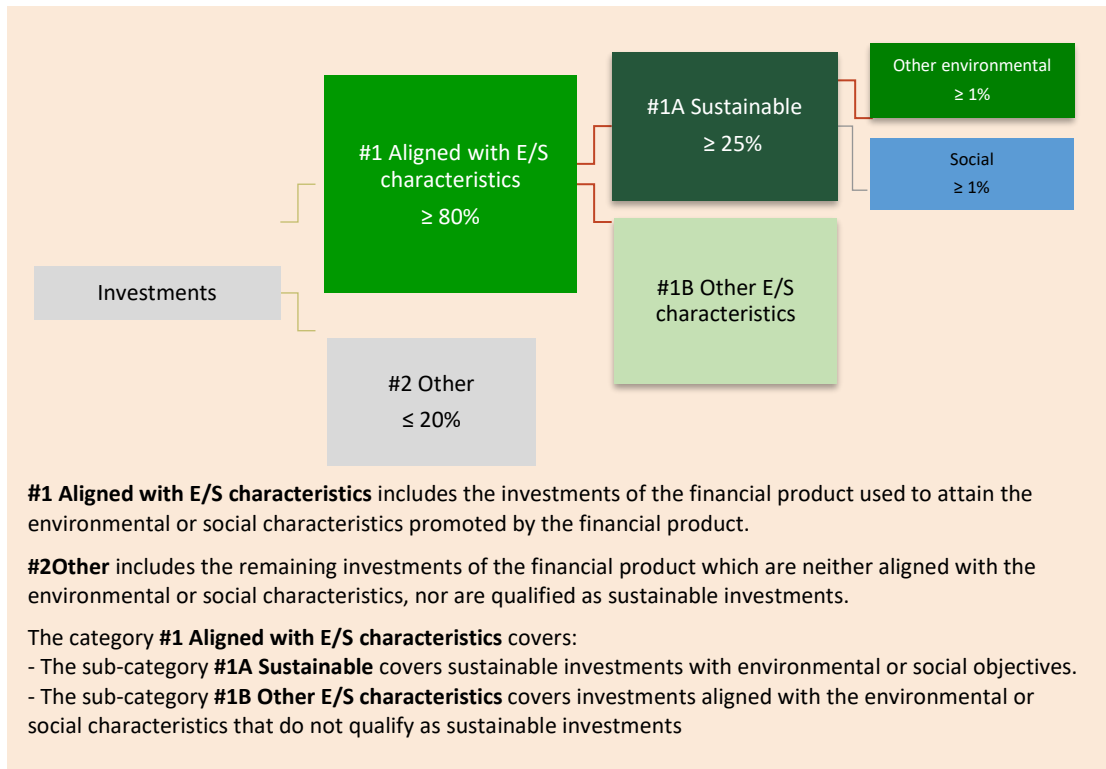 Investments
#1 Aligned with E/S
characteristics
≥ 80%
#2 Other
≤ 20%
#1A Sustainable
≥ 25%
#1B Other E/S
characteristics
Other environmental
≥ 1%
Social
≥ 1%
#1 Aligned with E/S characteristics includes the investments of the financial product used to attain the
environmental or social characteristics promoted by the financial product.
#2Other includes the remaining investments of the financial product which are neither aligned with the
environmental or social characteristics, nor are qualified as sustainable investments.
The category #1 Aligned with E/S characteristics covers:
- The sub-category #1A Sustainable covers sustainable investments with environmental or social objectives.
- The sub-category #1B Other E/S characteristics covers investments aligned with the environmental or
social characteristics that do not qualify as sustainable investments